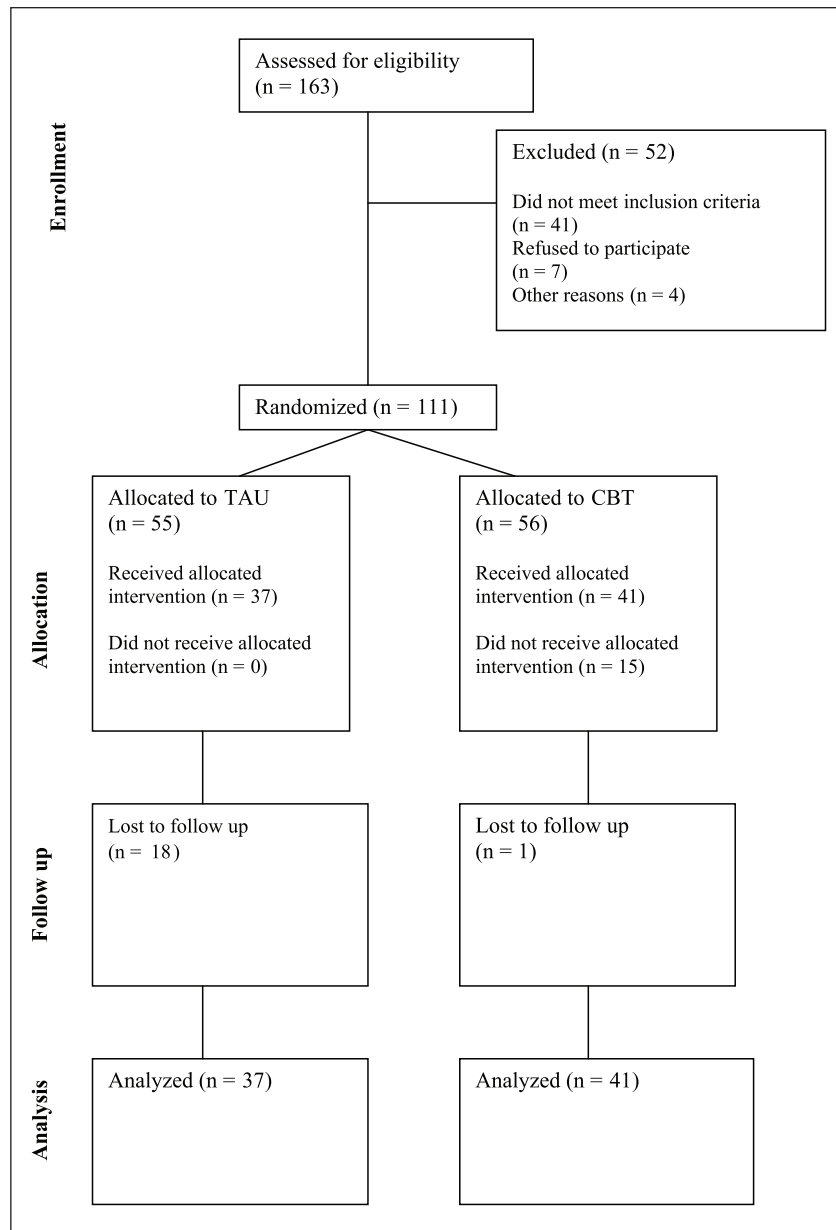 Enrollment
Assessed for eligibility
(n = 163)
Excluded (n = 52)
Did not meet inclusion criteria
(n = 41)
Refused to participate
(n = 7)
Other reasons (n = 4)
Randomized (n = 111)
Allocation
Allocated to TAU
(n = 55)
Received allocated
intervention (n = 37)
Did not receive allocated
intervention (n = 0)
Allocated to CBT
(n = 56)
Received allocated
intervention (n = 41)
Did not receive allocated
intervention (n = 15)
Follow up
Lost to follow up
(n = 18)
Lost to follow up
(n = 1)
Analysis
Analyzed (n = 37)
Analyzed (n = 41)